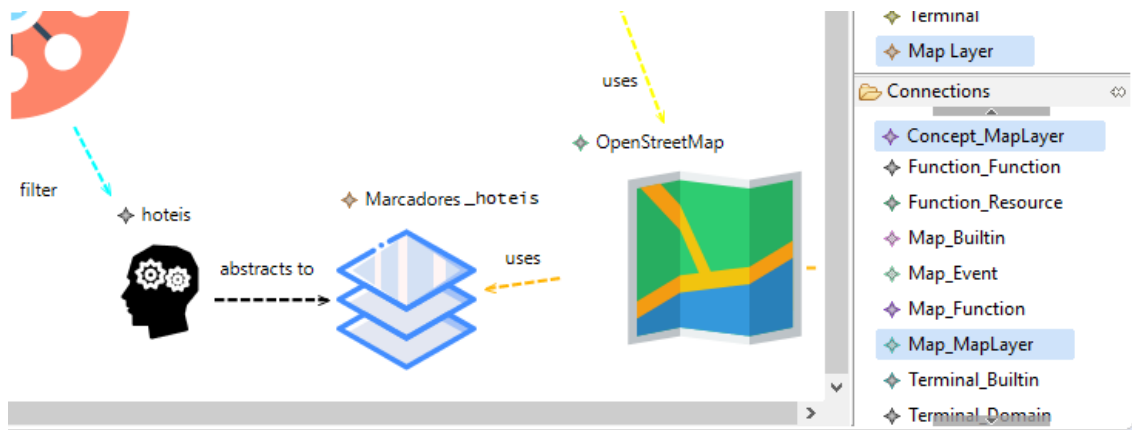 Terminal
Map Layer
Connections
uses
OpenStreetMap
Concept_MapLayer
Function_Function
filter
hoteis
Marcadores_hoteis
Function_Resource
Map_Builtin
abstracts to
uses
Map_Event
Map_Function
Map_MapLayer
Terminal_Builtin
Terminal_Domain